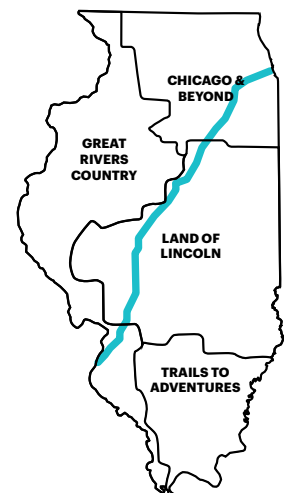 CHICAGO &
BEYOND
GREAT
RIVERS
COUNTRY
LAND OF
LINCOLN
TRAILS TO
ADVENTURES